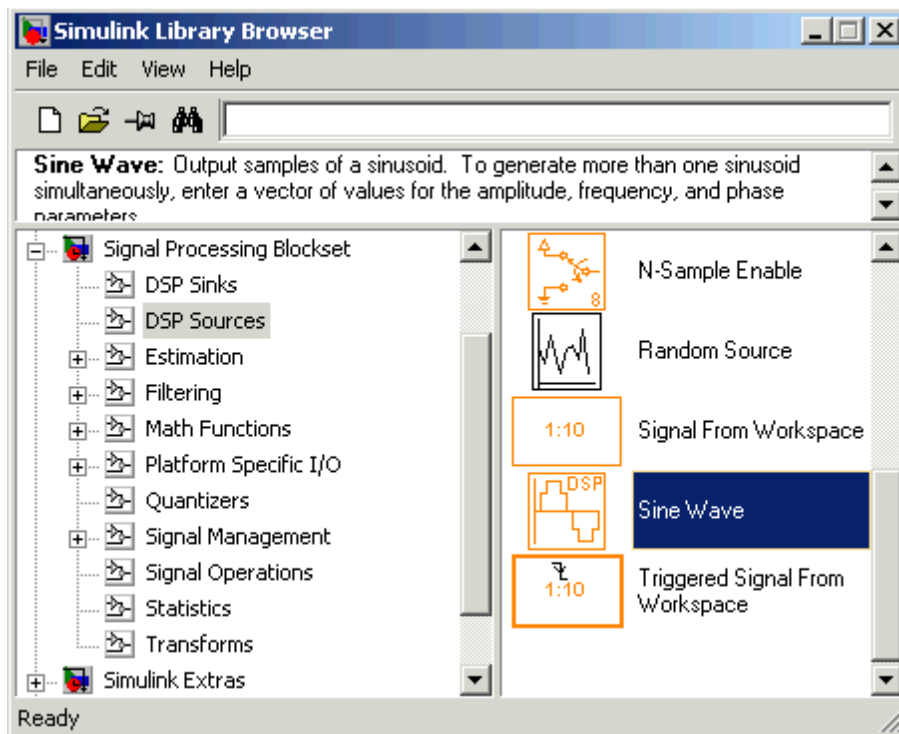 Simulink Library Browser
File Edit View Help
Sine Wave: Output samples of a sinusoid. To generate more than one sinusoid
simultaneously, enter a vector of values for the amplitude, frequency, and phase
parameters
Signal Processing Blockset
DSP Sinks
DSP Sources
Estimation
Filtering
Math Functions
Platform Specific I/O
Quantizers
Signal Management
Signal Operations
Statistics
Transforms
Simulink Extras
8
N-Sample Enable
Random Source
1:10
Signal From Workspace
DSP
Sine Wave
1:10
Triggered Signal From
Workspace
Ready